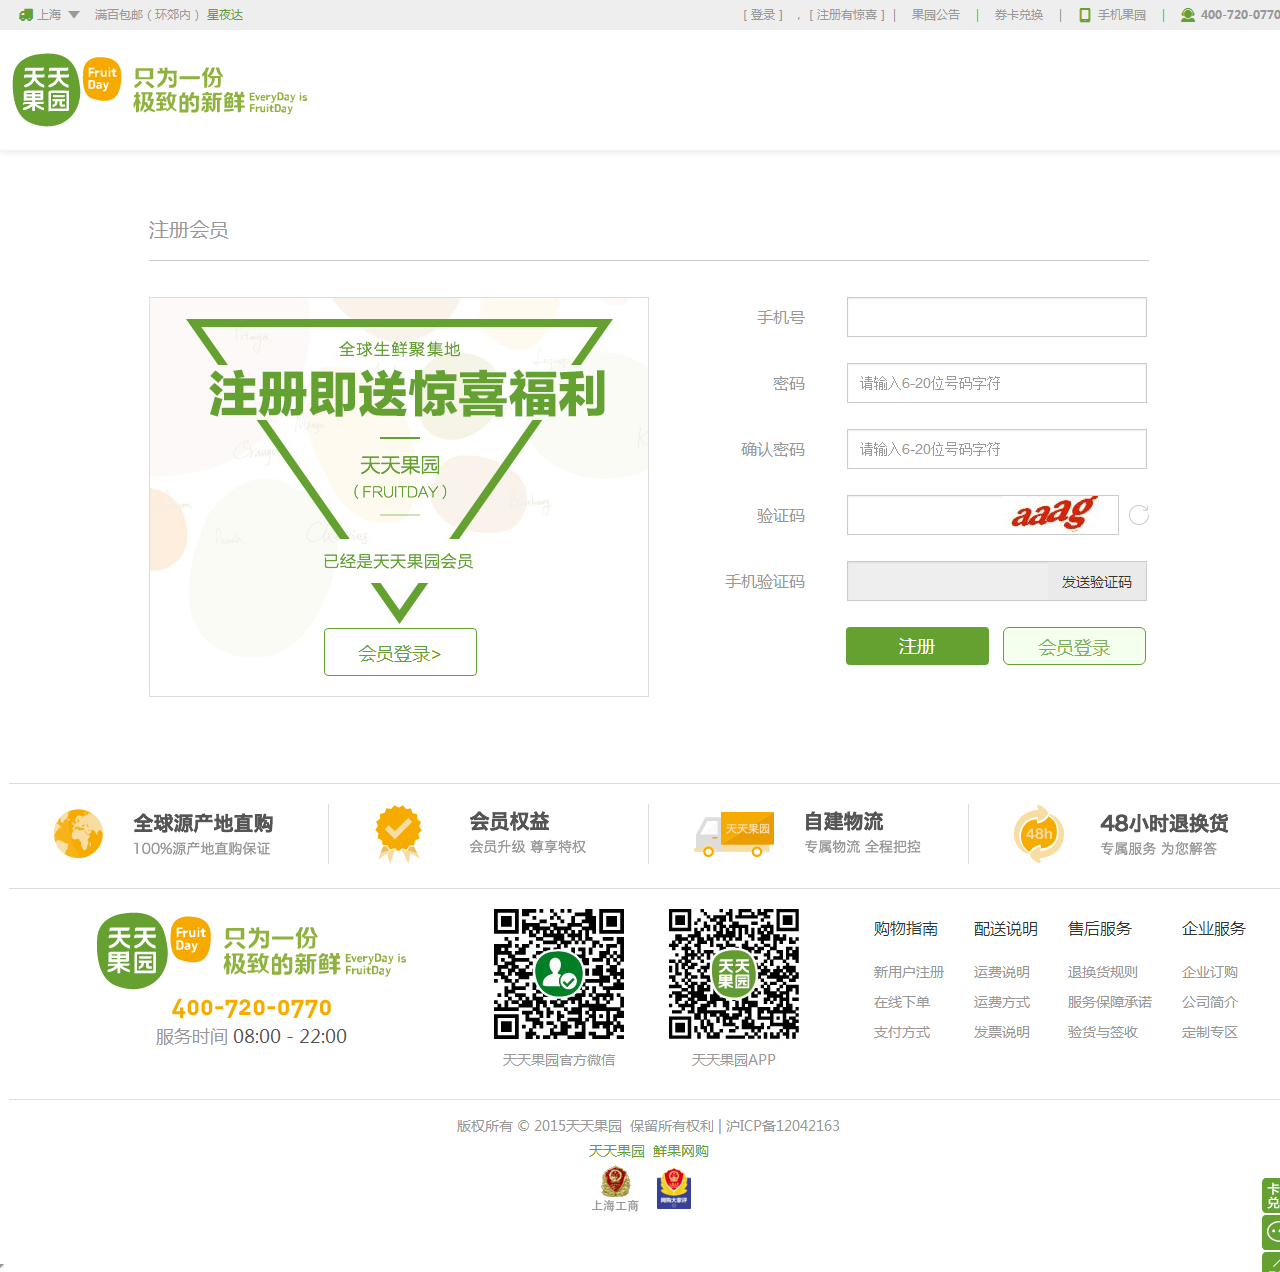 上海 满百包邮（环郊内） 星夜达 [ 登录 ] ，[ 注册有惊喜 ] | 果园公告 | 券卡兑换 | 手机果园 | 400-720-0770
天天果园 Fruit Day 只为一份
极致的新鲜 EveryDay is FruitDay
注册会员
全球生鲜聚集地
注册即送惊喜福利
天天果园
（FRUITDAY）
已经是天天果园会员
会员登录>
手机号
密码 请输入6-20位号码字符
确认密码 请输入6-20位号码字符
验证码 aaag
手机验证码 发送验证码
注册 会员登录
全球源产地直购
100%源产地直购保证
会员权益
会员升级 尊享特权
天天果园
自建物流
专属物流 全程把控
48h
48小时退换货
专属服务 为您解答
天天果园 Fruit Day 只为一份
极致的新鲜 EveryDay is FruitDay
400-720-0770
服务时间 08:00 - 22:00
天天果园官方微信
天天果园
天天果园APP
购物指南 配送说明 售后服务 企业服务
新用户注册 运费说明 退换货规则 企业订购
在线下单 运费方式 服务保障承诺 公司简介
支付方式 发票说明 验货与签收 定制专区
版权所有 © 2015天天果园 保留所有权利 | 沪ICP备12042163
天天果园 鲜果网购
上海工商 网购大家评
卡
兑